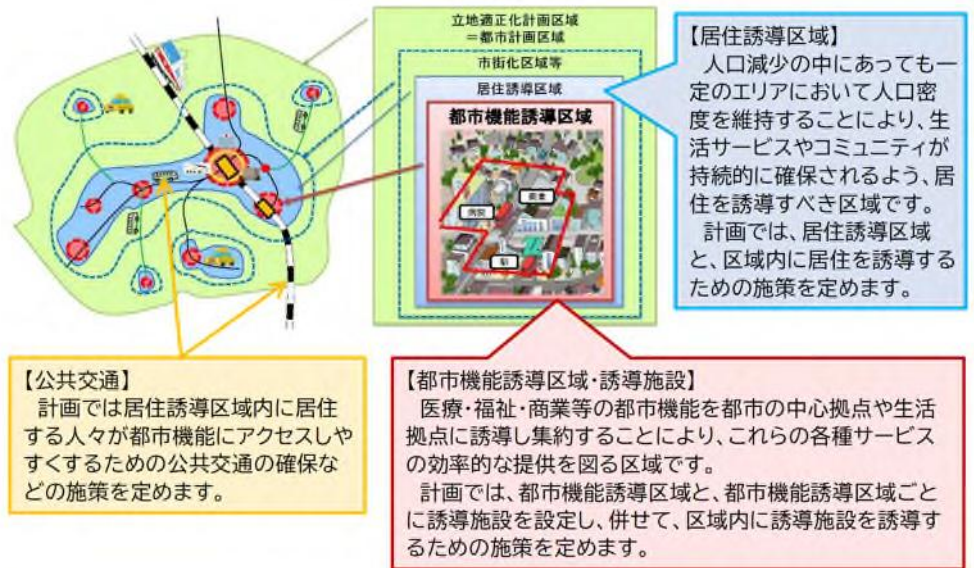 立地適正化計画区域
＝都市計画区域
市街化区域等
居住誘導区域
都市機能誘導区域
病院
商業
駅
【居住誘導区域】
人口減少の中にあっても一
定のエリアにおいて人口密
度を維持することにより、生
活サービスやコミュニティが
持続的に確保されるよう、居
住を誘導すべき区域です。
計画では、居住誘導区域
と、区域内に居住を誘導する
ための施策を定めます。
【公共交通】
計画では居住誘導区域内に居住
する人々が都市機能にアクセスしや
すくするための公共交通の確保な
どの施策を定めます。
【都市機能誘導区域・誘導施設】
医療・福祉・商業等の都市機能を都市の中心拠点や生活
拠点に誘導し集約することにより、これらの各種サービス
の効率的な提供を図る区域です。
計画では、都市機能誘導区域と、都市機能誘導区域ごと
に誘導施設を設定し、併せて、区域内に誘導施設を誘導す
るための施策を定めます。